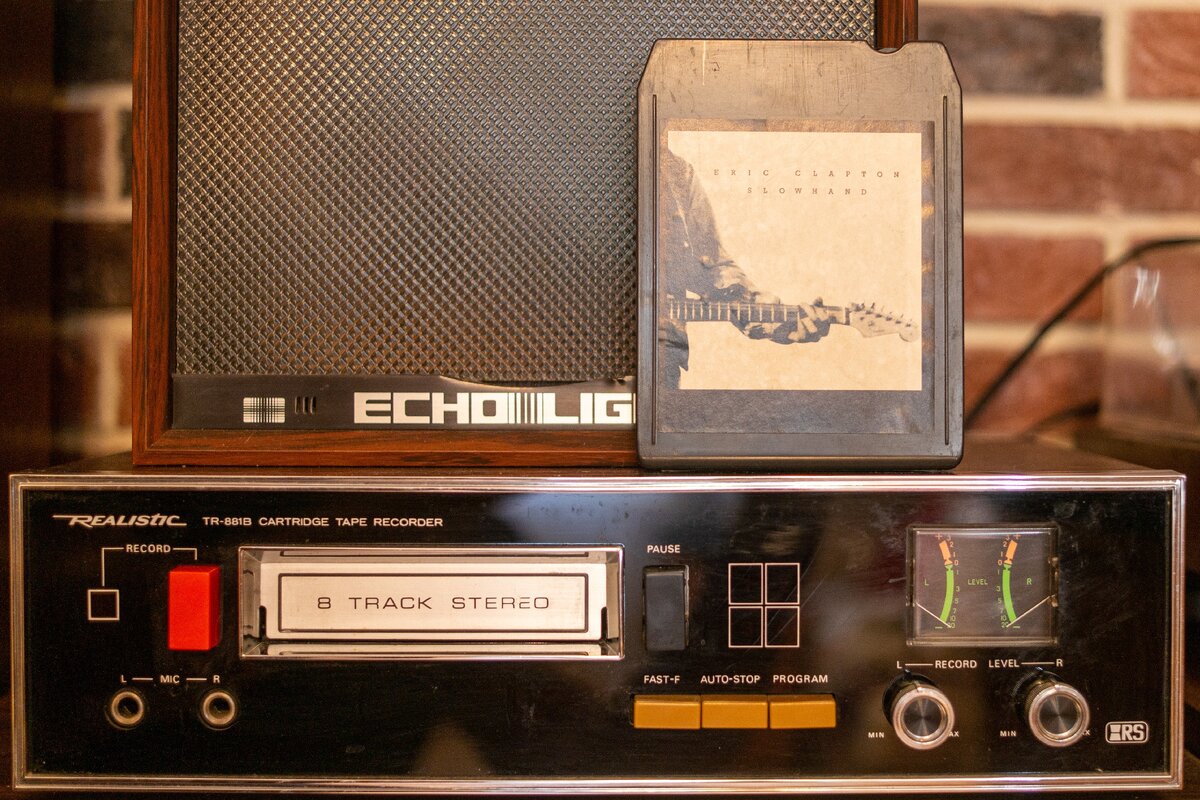 ERIC CLAPTON
SLOWHAND
ECHO LIG
REALISTIC TR-881B CARTRIDGE TAPE RECORDER
RECORD
8 TRACK STEREO
PAUSE
L LEVEL R
L MIC R
FAST-F AUTO-STOP PROGRAM
L RECORD LEVEL R
MIN AX MIN X
RS